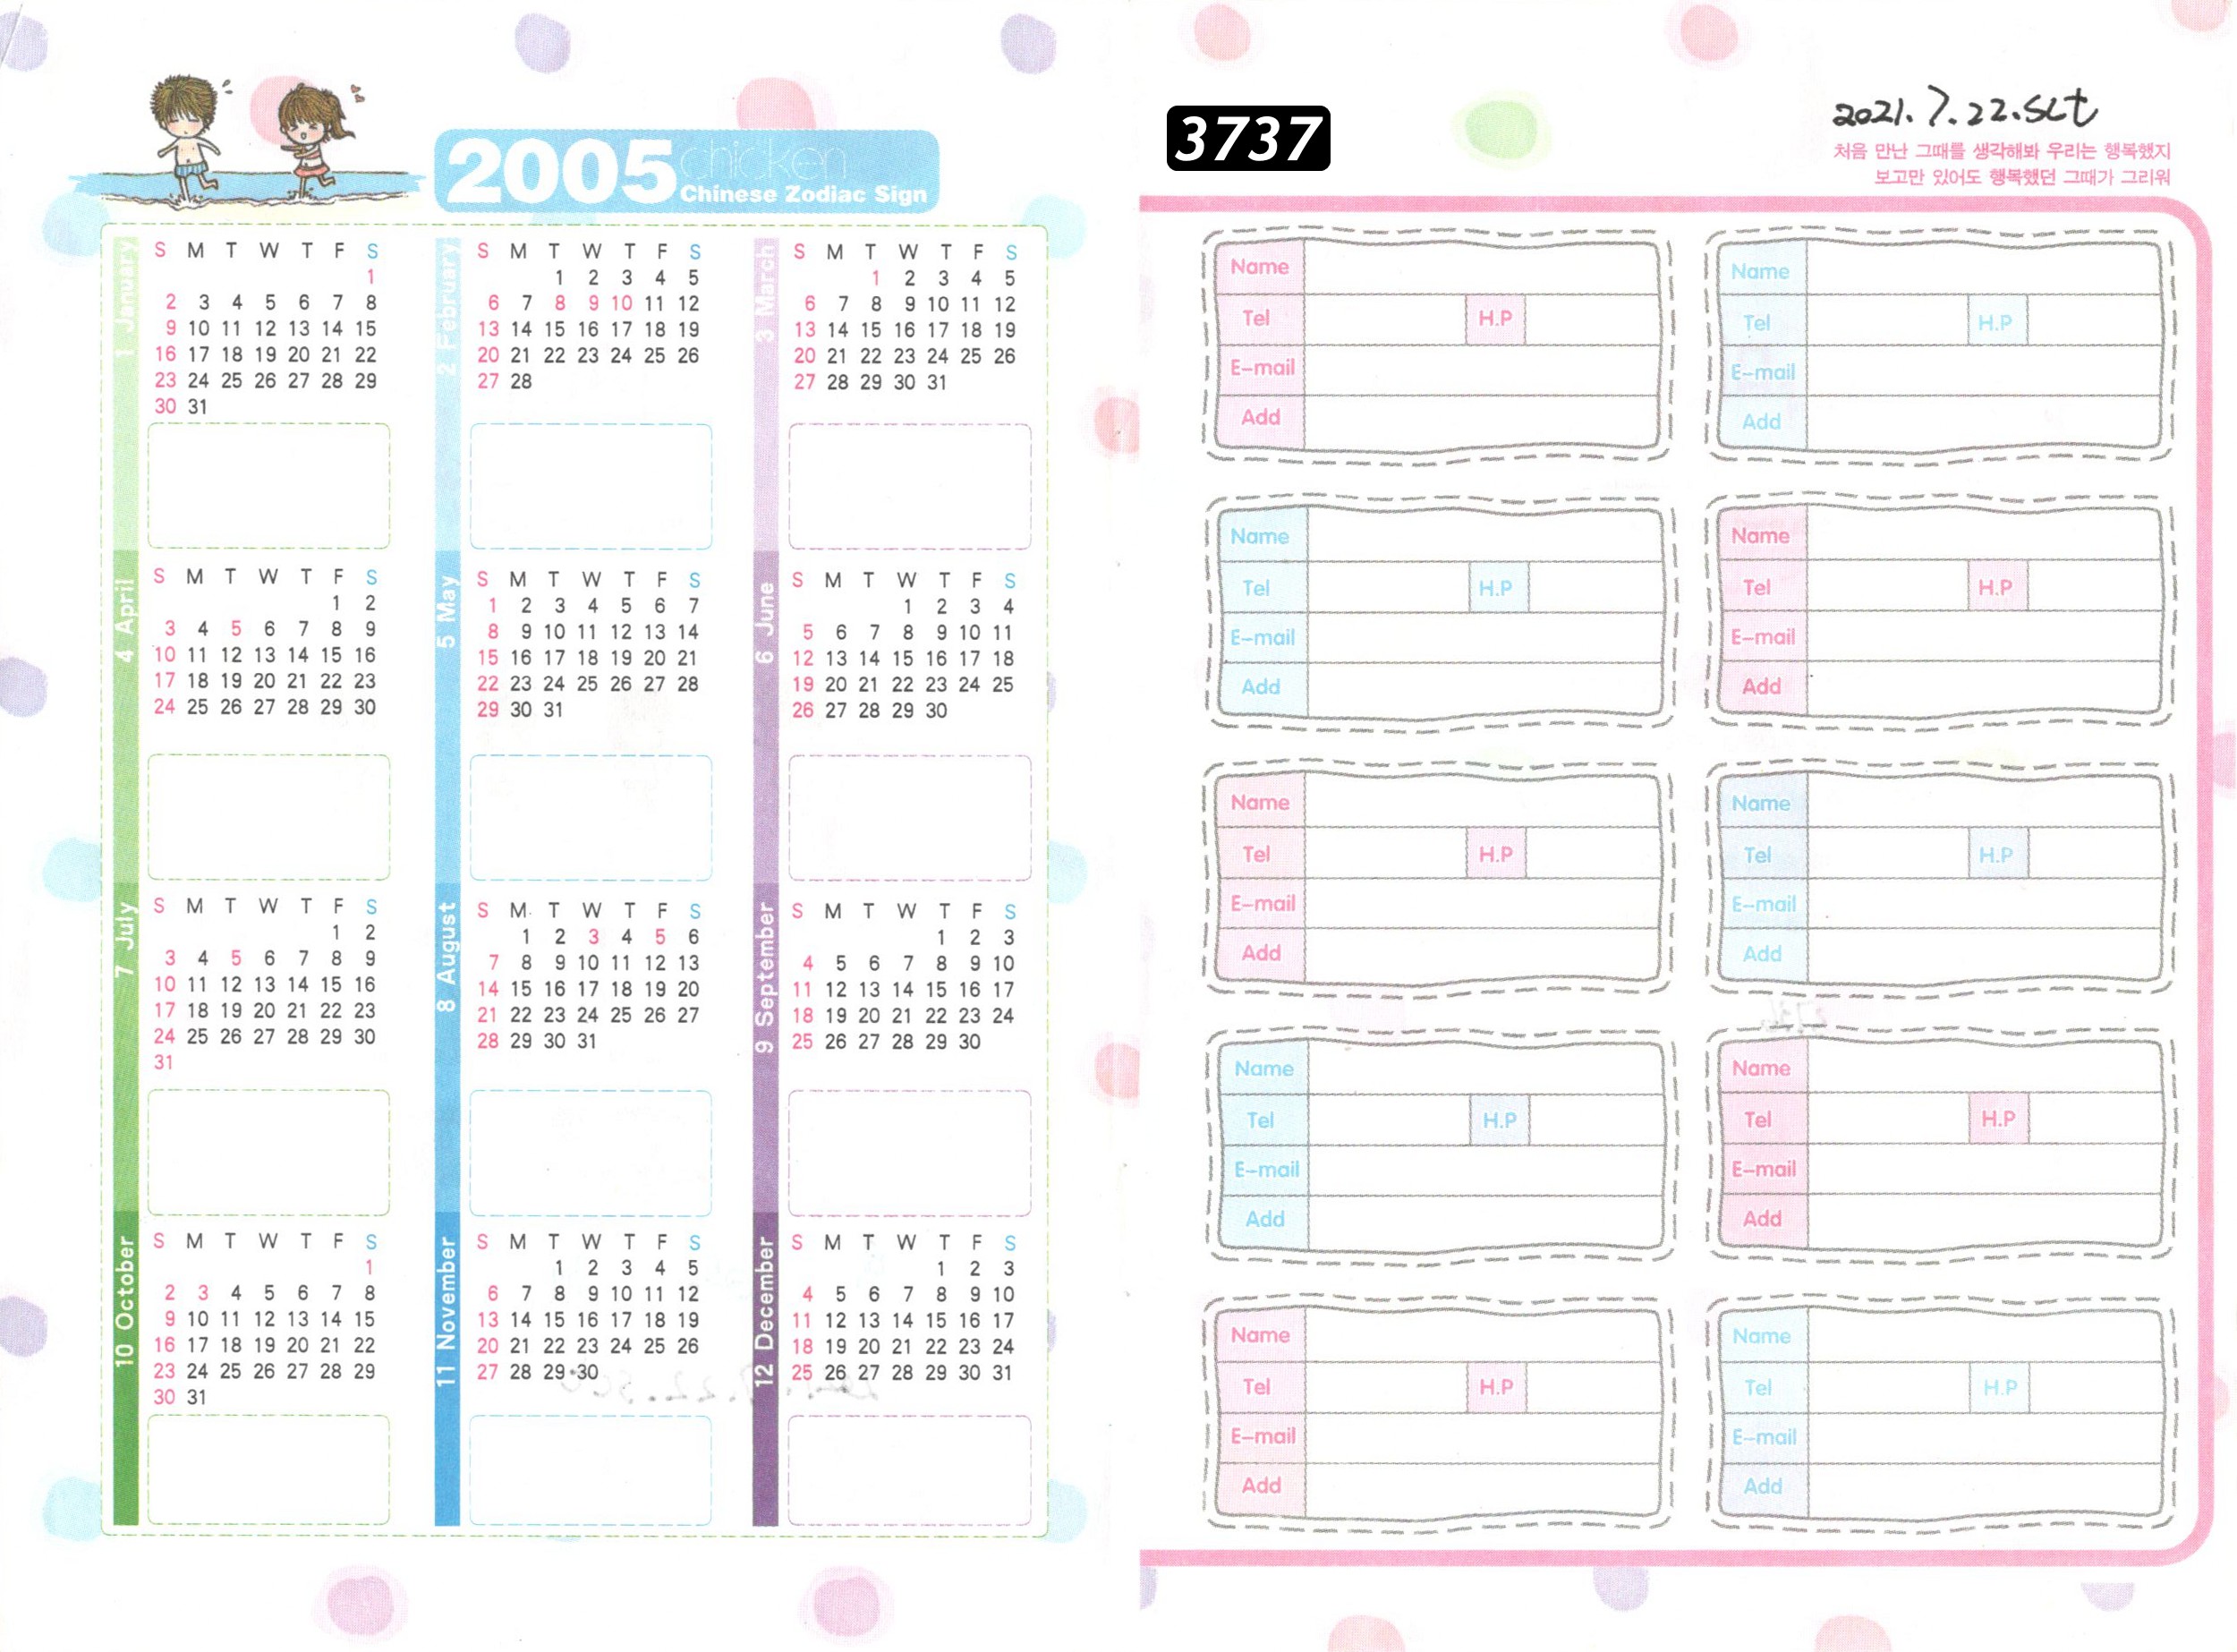 2005 chicken
Chinese Zodiac Sign
1 January
S M T W T F S
1
2 3 4 5 6 7 8
9 10 11 12 13 14 15
16 17 18 19 20 21 22
23 24 25 26 27 28 29
30 31
2 February
S M T W T F S
1 2 3 4 5
6 7 8 9 10 11 12
13 14 15 16 17 18 19
20 21 22 23 24 25 26
27 28
3 March
S M T W T F S
1 2 3 4 5
6 7 8 9 10 11 12
13 14 15 16 17 18 19
20 21 22 23 24 25 26
27 28 29 30 31
4 April
S M T W T F S
1 2
3 4 5 6 7 8 9
10 11 12 13 14 15 16
17 18 19 20 21 22 23
24 25 26 27 28 29 30
5 May
S M T W T F S
1 2 3 4 5 6 7
8 9 10 11 12 13 14
15 16 17 18 19 20 21
22 23 24 25 26 27 28
29 30 31
6 June
S M T W T F S
1 2 3 4
5 6 7 8 9 10 11
12 13 14 15 16 17 18
19 20 21 22 23 24 25
26 27 28 29 30
7 July
S M T W T F S
1 2
3 4 5 6 7 8 9
10 11 12 13 14 15 16
17 18 19 20 21 22 23
24 25 26 27 28 29 30
31
8 August
S M T W T F S
1 2 3 4 5 6
7 8 9 10 11 12 13
14 15 16 17 18 19 20
21 22 23 24 25 26 27
28 29 30 31
9 September
S M T W T F S
1 2 3
4 5 6 7 8 9 10
11 12 13 14 15 16 17
18 19 20 21 22 23 24
25 26 27 28 29 30
10 October
S M T W T F S
1
2 3 4 5 6 7 8
9 10 11 12 13 14 15
16 17 18 19 20 21 22
23 24 25 26 27 28 29
30 31
11 November
S M T W T F S
1 2 3 4 5
6 7 8 9 10 11 12
13 14 15 16 17 18 19
20 21 22 23 24 25 26
27 28 29 30
12 December
S M T W T F S
1 2 3
4 5 6 7 8 9 10
11 12 13 14 15 16 17
18 19 20 21 22 23 24
25 26 27 28 29 30 31
3737
2021.7.22.sct
처음 만난 그때를 생각해봐 우리는 행복했지
보고만 있어도 행복했던 그때가 그리워
Name
Tel H.P
E-mail
Add
Name
Tel H.P
E-mail
Add
Name
Tel H.P
E-mail
Add
Name
Tel H.P
E-mail
Add
Name
Tel H.P
E-mail
Add
Name
Tel H.P
E-mail
Add
Name
Tel H.P
E-mail
Add
Name
Tel H.P
E-mail
Add
Name
Tel H.P
E-mail
Add
Name
Tel H.P
E-mail
Add